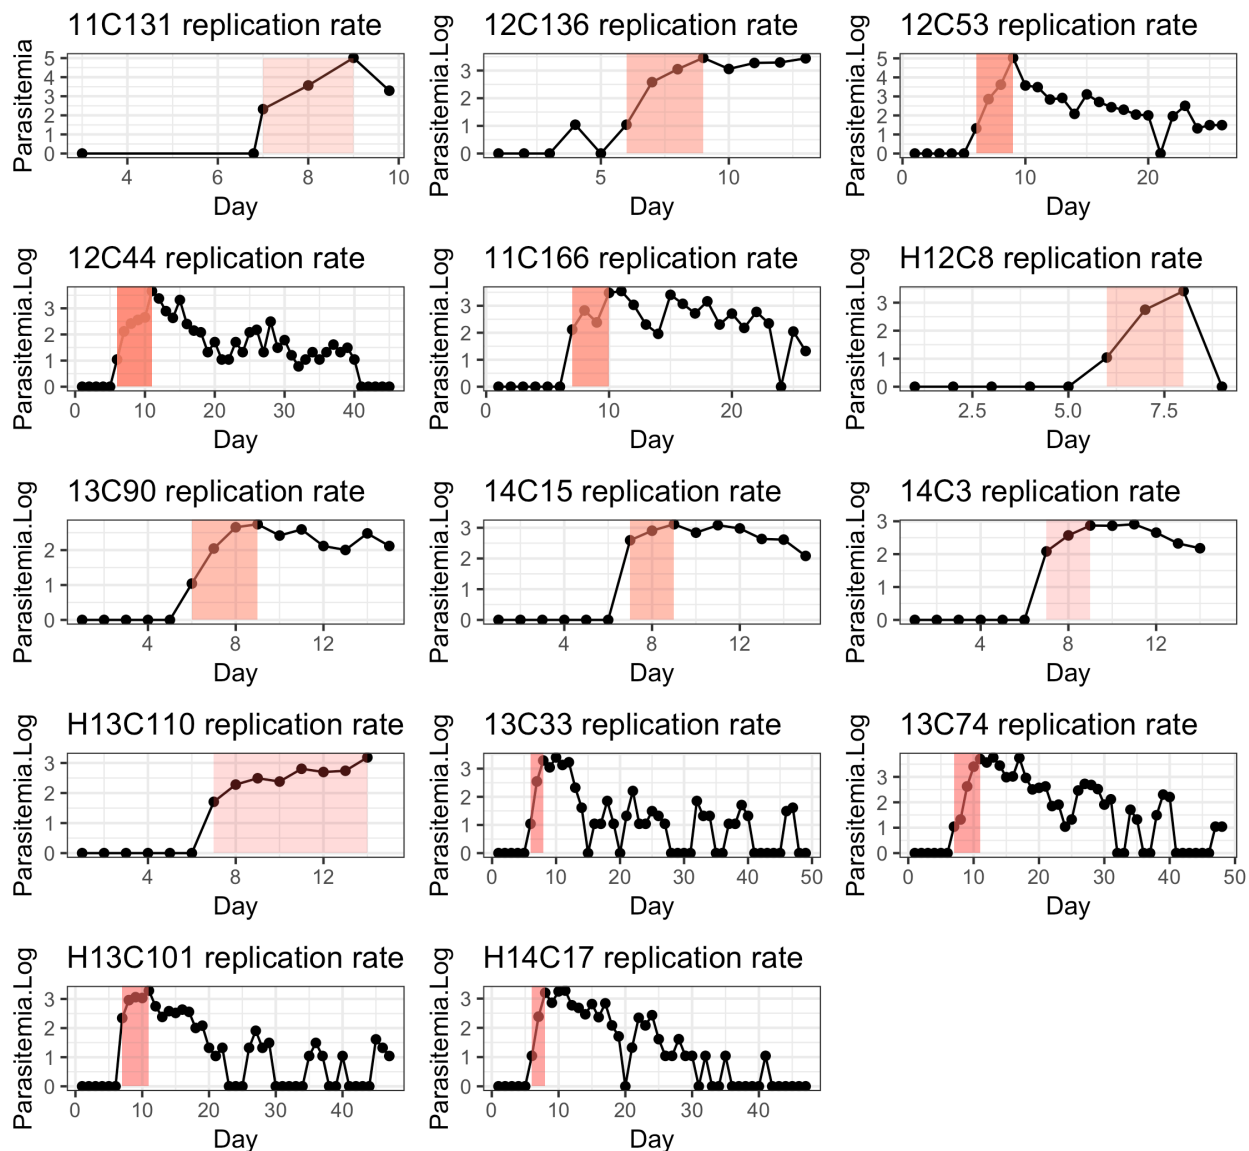 11C131 replication rate
Parasitemia
5
4
3
2
1
0
4 6 8 10
Day
12C136 replication rate
Parasitemia.Log
3
2
1
0
5 10
Day
12C53 replication rate
Parasitemia.Log
5
4
3
2
1
0
0 10 20
Day
12C44 replication rate
Parasitemia.Log
3
2
1
0
0 10 20 30 40
Day
11C166 replication rate
Parasitemia.Log
3
2
1
0
0 10 20
Day
H12C8 replication rate
Parasitemia.Log
3
2
1
0
2.5 5.0 7.5
Day
13C90 replication rate
Parasitemia.Log
2
1
0
4 8 12
Day
14C15 replication rate
Parasitemia.Log
3
2
1
0
4 8 12
Day
14C3 replication rate
Parasitemia.Log
3
2
1
0
4 8 12
Day
H13C110 replication rate
Parasitemia.Log
3
2
1
0
4 8 12
Day
13C33 replication rate
Parasitemia.Log
3
2
1
0
0 10 20 30 40 50
Day
13C74 replication rate
Parasitemia.Log
3
2
1
0
0 10 20 30 40 50
Day
H13C101 replication rate
Parasitemia.Log
3
2
1
0
0 10 20 30 40
Day
H14C17 replication rate
Parasitemia.Log
3
2
1
0
0 10 20 30 40
Day